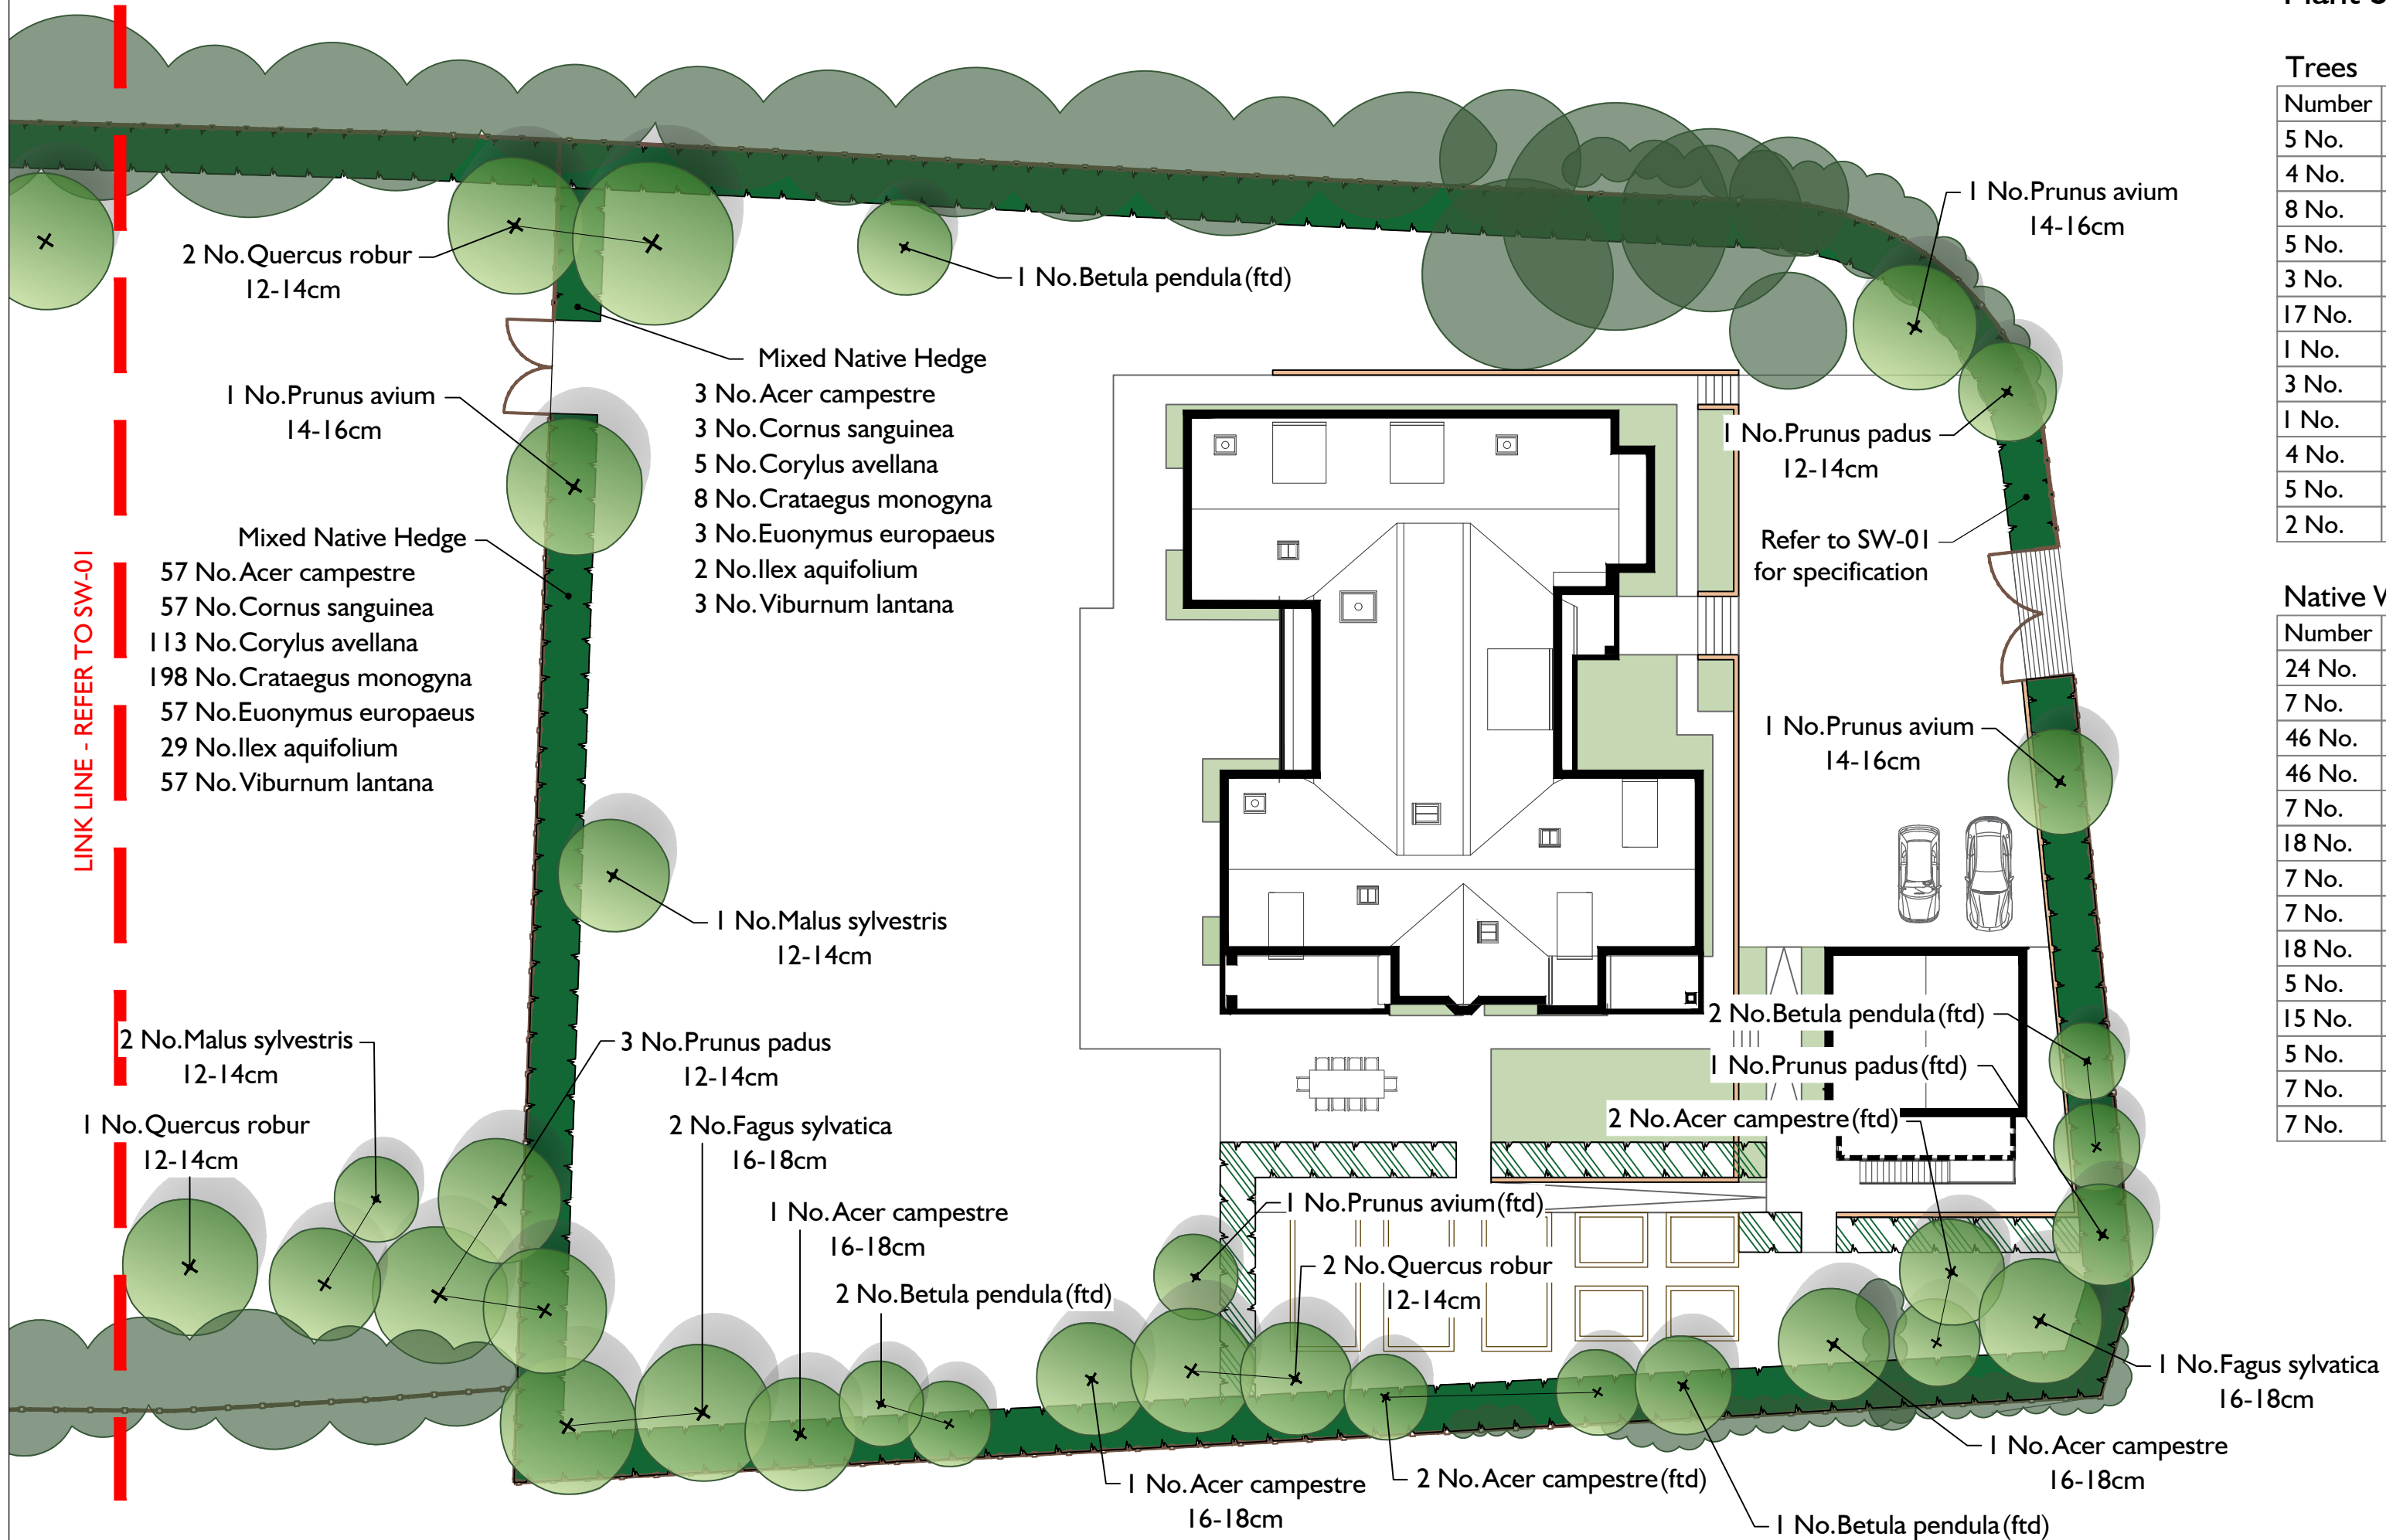 Trees
Number
5 No.
4 No.
8 No.
5 No.
3 No.
17 No.
1 No.
3 No.
1 No.
4 No.
5 No.
2 No.
Native
Number
24 No.
7 No.
46 No.
46 No.
7 No.
18 No.
7 No.
7 No.
18 No.
5 No.
15 No.
5 No.
7 No.
7 No.
LINK LINE - REFER TO SW-01
2 No.Quercus robur
12-14cm
1 No.Betula pendula(ftd)
1 No.Prunus avium
14-16cm
Mixed Native Hedge
3 No.Acer campestre
3 No.Cornus sanguinea
5 No.Corylus avellana
8 No.Crataegus monogyna
3 No.Euonymus europaeus
2 No.Ilex aquifolium
3 No.Viburnum lantana
1 No.Prunus avium
14-16cm
1 No.Prunus padus
12-14cm
Refer to SW-01
for specification
Mixed Native Hedge
57 No.Acer campestre
57 No.Cornus sanguinea
113 No.Corylus avellana
198 No.Crataegus monogyna
57 No.Euonymus europaeus
29 No.Ilex aquifolium
57 No.Viburnum lantana
1 No.Prunus avium
14-16cm
1 No.Malus sylvestris
12-14cm
2 No.Malus sylvestris
12-14cm
3 No.Prunus padus
12-14cm
1 No.Quercus robur
12-14cm
2 No.Fagus sylvatica
16-18cm
1 No.Acer campestre
16-18cm
2 No.Betula pendula(ftd)
2 No.Betula pendula(ftd)
1 No.Prunus padus(ftd)
2 No.Acer campestre(ftd)
1 No.Prunus avium(ftd)
2 No.Quercus robur
12-14cm
1 No.Fagus sylvatica
16-18cm
1 No.Acer campestre
16-18cm
2 No.Acer campestre(ftd)
1 No.Acer campestre
16-18cm
1 No.Betula pendula(ftd)